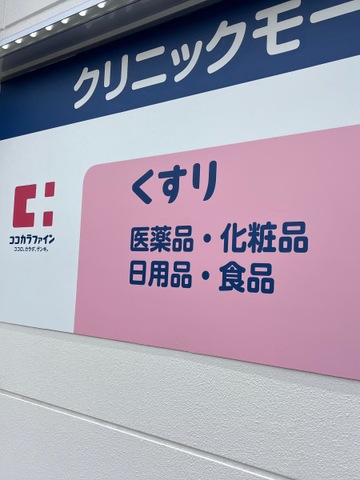 クリニックモー
ココカラファイン
ココロ、カラダ、ゲンキ。
くすり
医薬品・化粧品
日用品・食品